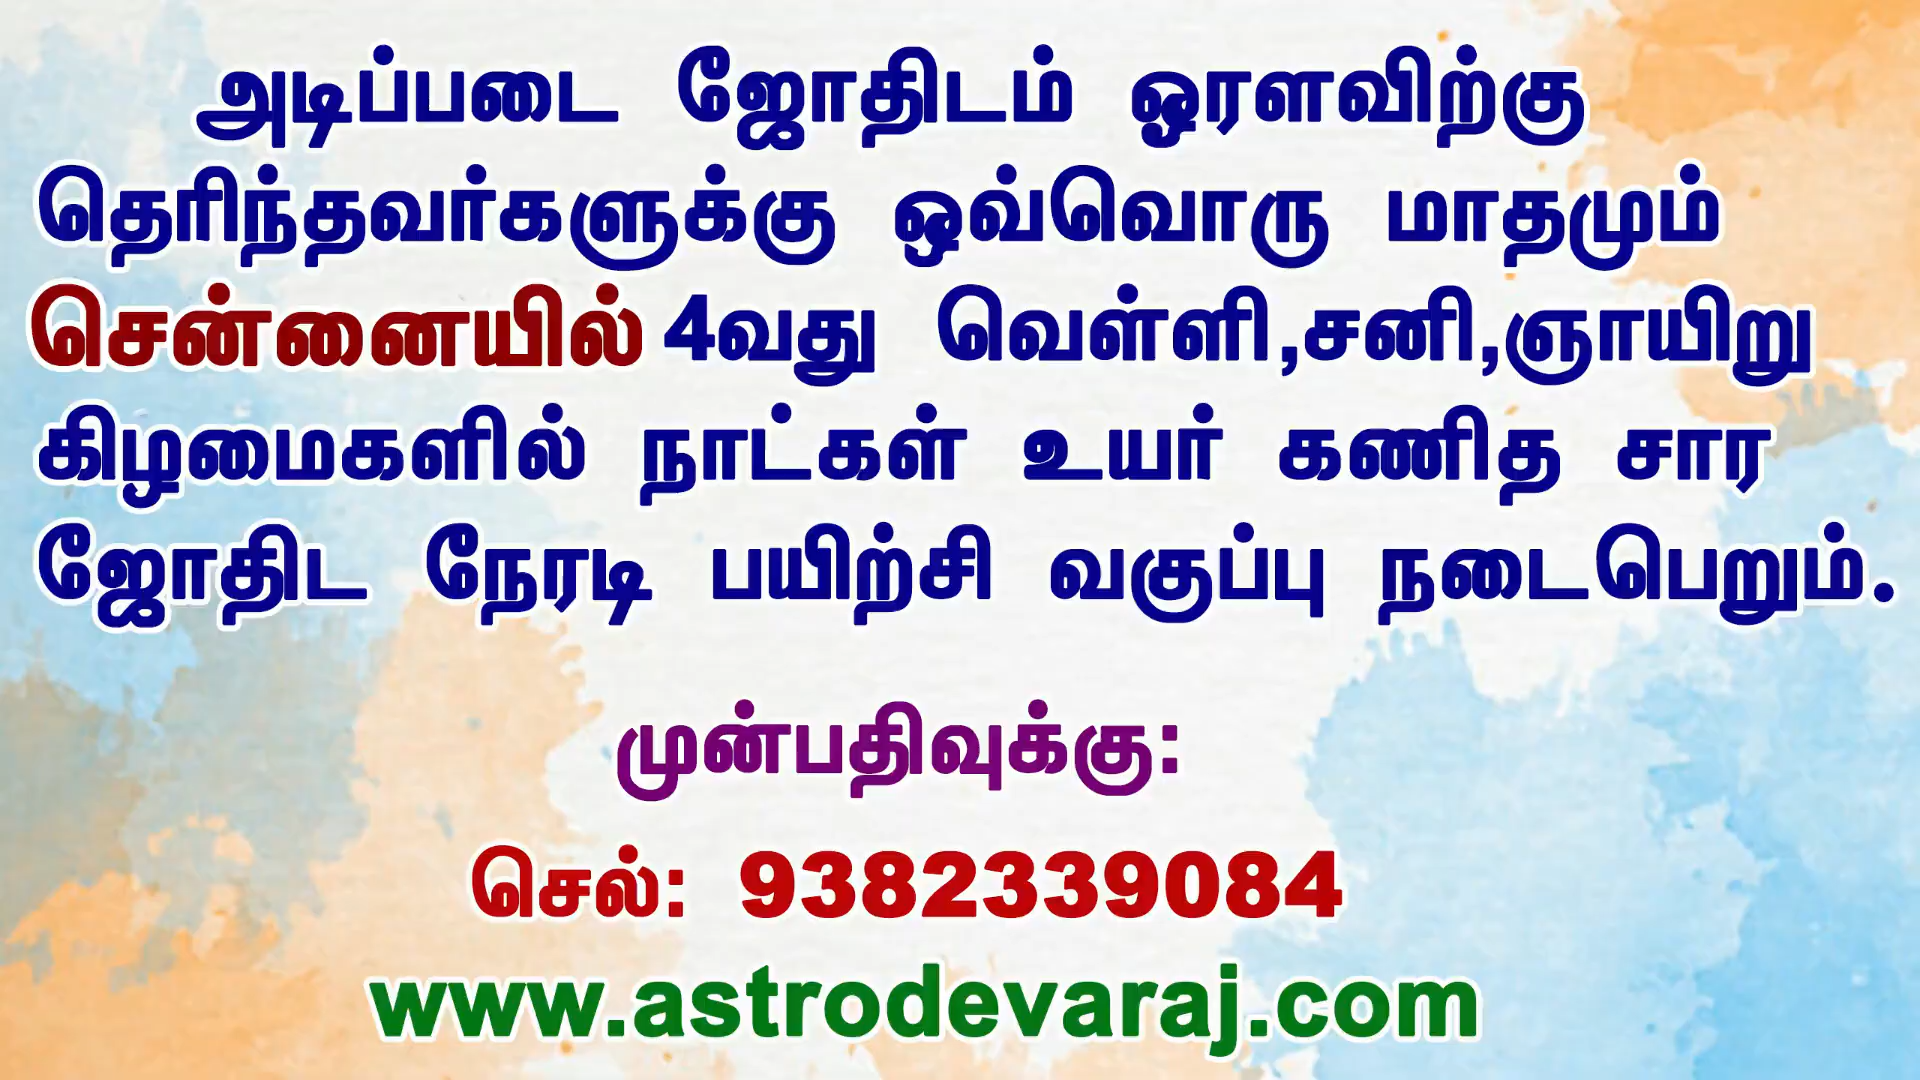 அடிப்படை ஜோதிடம் ஓரளவிற்கு
தெரிந்தவர்களுக்கு ஒவ்வொரு மாதமும்
சென்னையில் 4வது வெள்ளி,சனி,ஞாயிறு
கிழமைகளில் நாட்கள் உயர் கணித சார
ஜோதிட நேரடி பயிற்சி வகுப்பு நடைபெறும்.
முன்பதிவுக்கு:
செல்: 9382339084
www.astrodevaraj.com